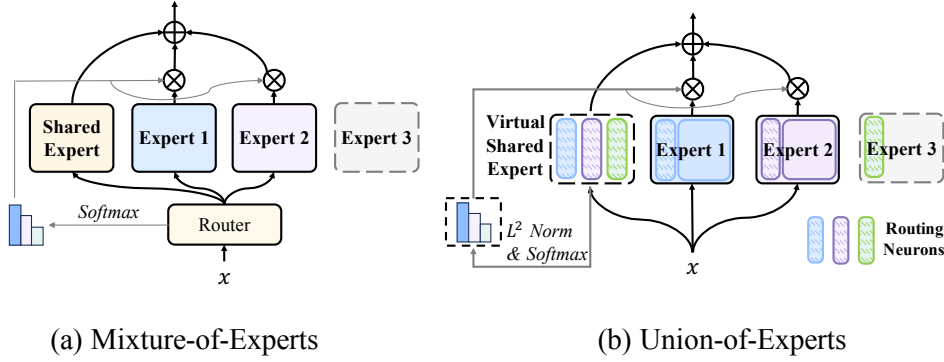 Shared
Expert
Expert 1
Expert 2
Expert 3
Softmax
Router
x
(a) Mixture-of-Experts
Virtual
Shared
Expert
Expert 1
Expert 2
Expert 3
L² Norm
& Softmax
Routing
Neurons
x
(b) Union-of-Experts